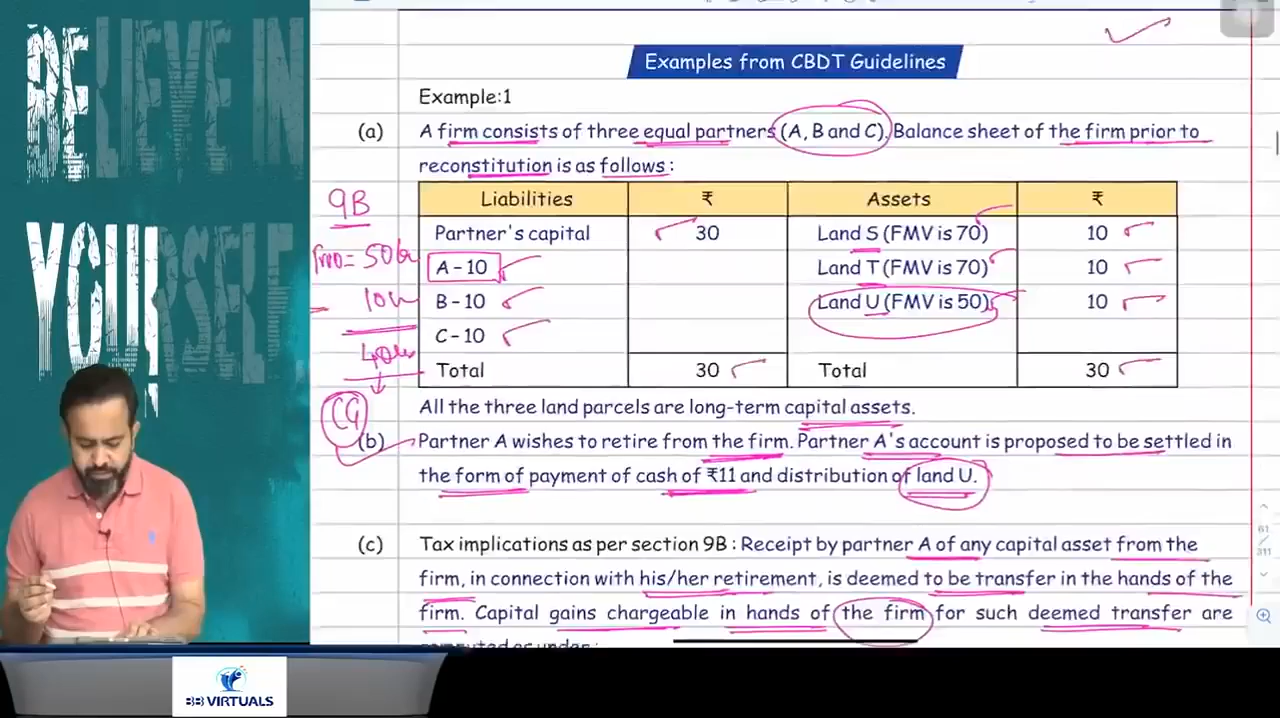 BELIEVE IN
YOURSELF.
Examples from CBDT Guidelines
Example:1
(a) A firm consists of three equal partners (A, B and C). Balance sheet of the firm prior to
reconstitution is as follows :
Liabilities ₹ Assets ₹
Partner's capital 30 Land S (FMV is 70) 10
A – 10 Land T (FMV is 70) 10
B – 10 Land U (FMV is 50) 10
C – 10
Total 30 Total 30
9B
= 50
CG
All the three land parcels are long-term capital assets.
(b) Partner A wishes to retire from the firm. Partner A's account is proposed to be settled in
the form of payment of cash of ₹11 and distribution of land U.
(c) Tax implications as per section 9B : Receipt by partner A of any capital asset from the
firm, in connection with his/her retirement, is deemed to be transfer in the hands of the
firm. Capital gains chargeable in hands of the firm for such deemed transfer are
61
/
311
BB VIRTUALS